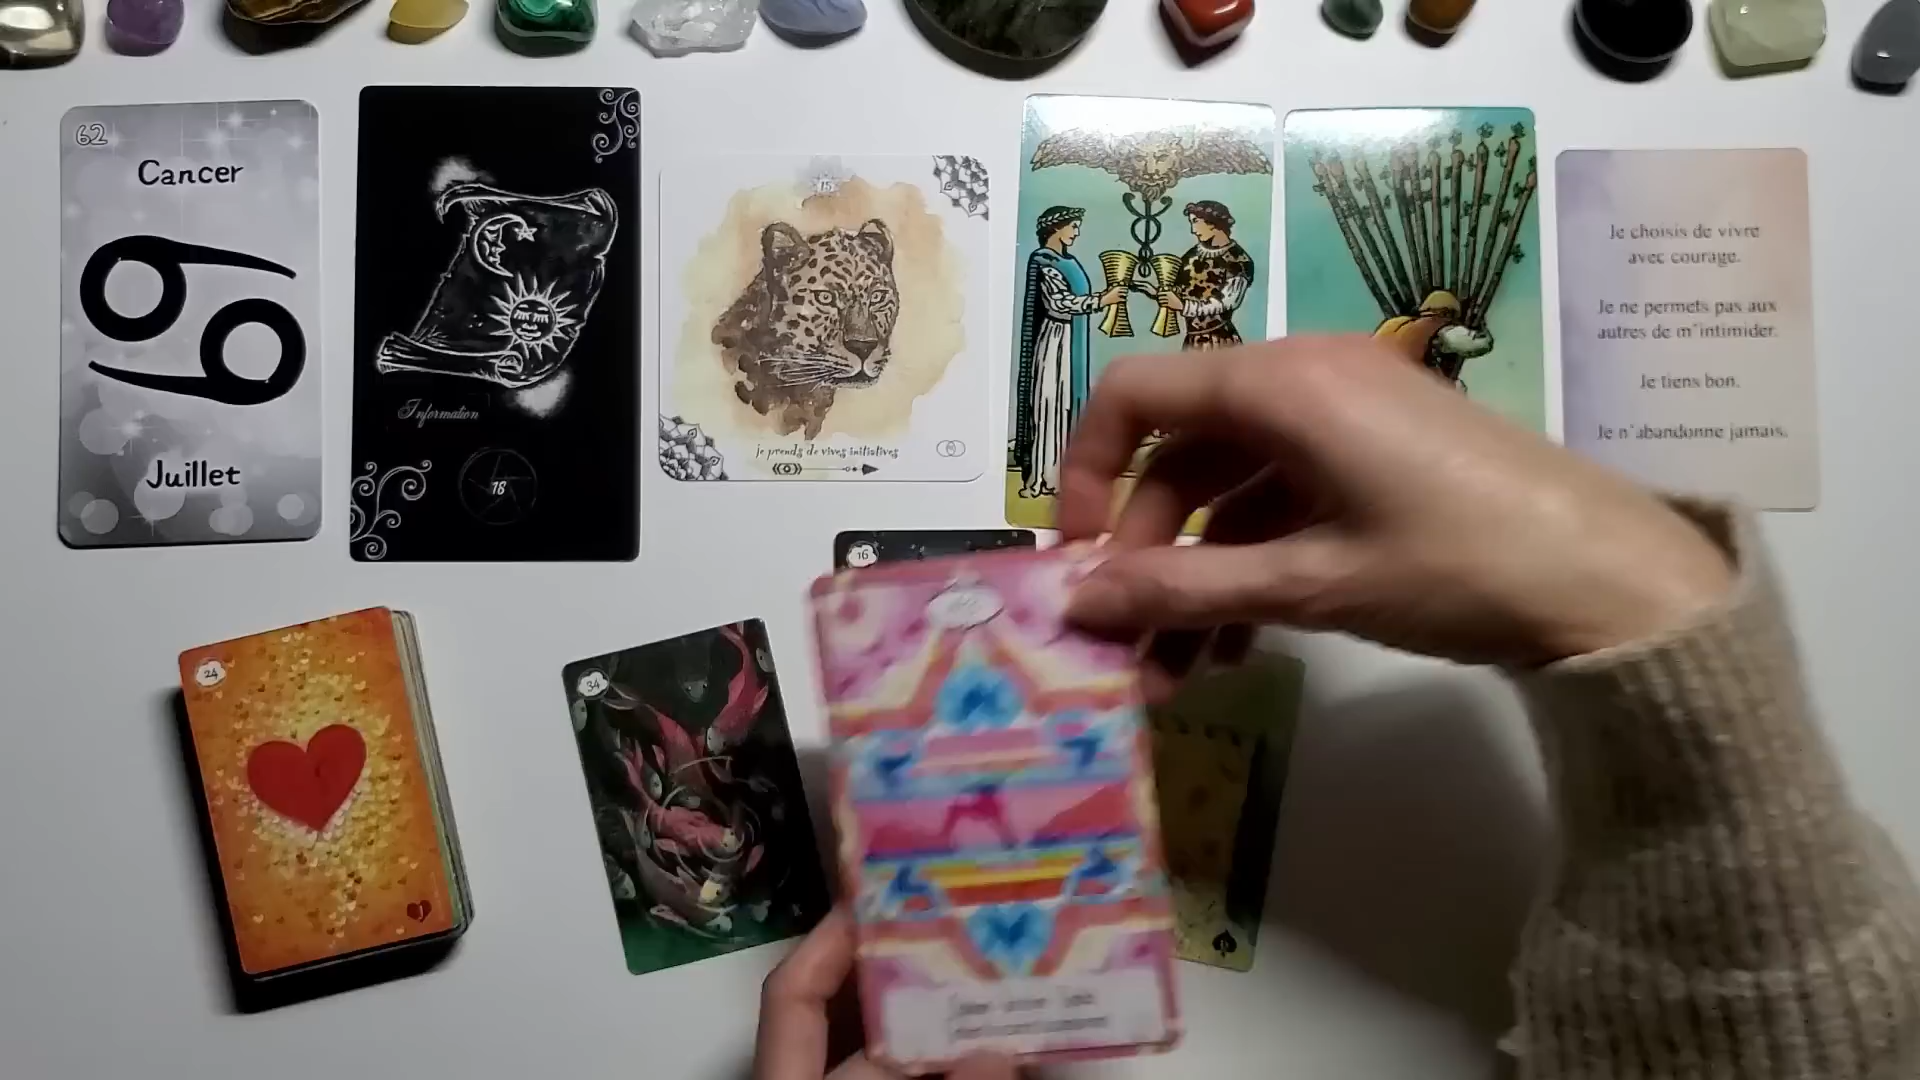 62
Cancer
Juillet
Information
18
15
je prends de vives initiatives
Je choisis de vivre
avec courage.
Je ne permets pas aux
autres de m'intimider.
Je tiens bon.
Je n'abandonne jamais.
16
24
J
34